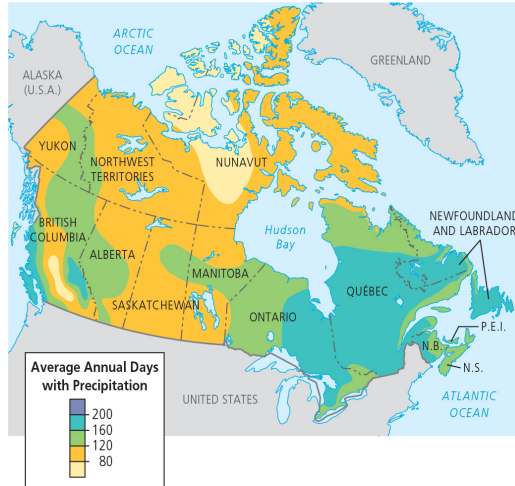 ARCTIC
OCEAN
GREENLAND
ALASKA
(U.S.A.)
YUKON
NORTHWEST
TERRITORIES
NUNAVUT
NEWFOUNDLAND
AND LABRADOR
BRITISH
COLUMBIA
Hudson
Bay
ALBERTA
MANITOBA
QUÉBEC
SASKATCHEWAN
ONTARIO
P.E.I.
N.B.
N.S.
ATLANTIC
OCEAN
UNITED STATES
Average Annual Days
with Precipitation
200
160
120
80